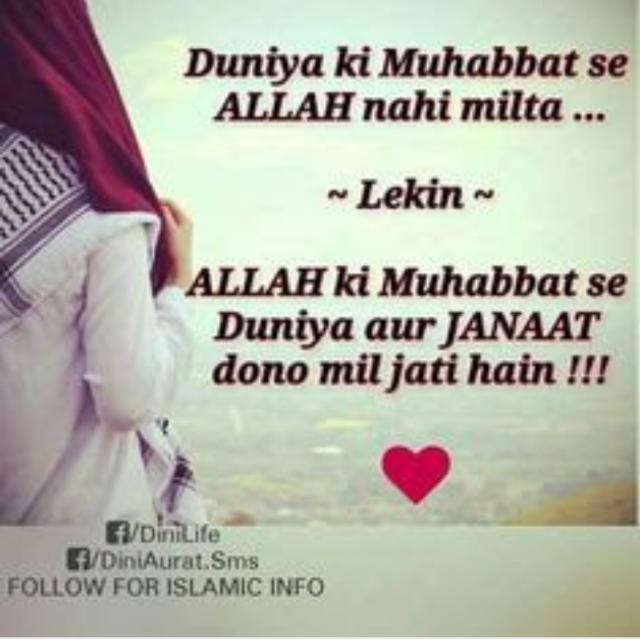 Duniya ki Muhabbat se
ALLAH nahi milta ...
~ Lekin ~
ALLAH ki Muhabbat se
Duniya aur JANAAT
dono mil jati hain !!!
f/DiniLife
f/DiniAurat.Sms
FOLLOW FOR ISLAMIC INFO